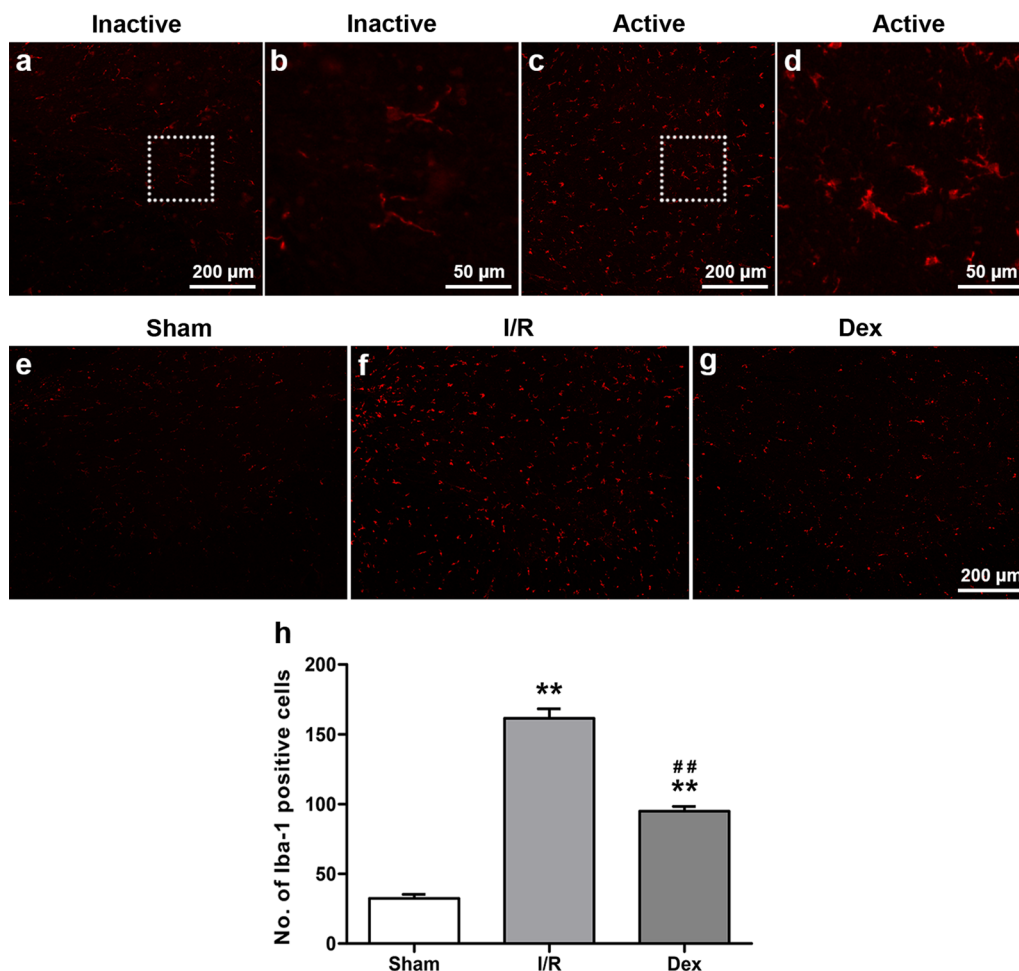 Inactive Inactive Active Active
a b c d
200 µm 50 µm 200 µm 50 µm
Sham I/R Dex
e f g
200 µm
h
No. of Iba-1 positive cells
200
150
100
50
0
**
##
**
Sham I/R Dex